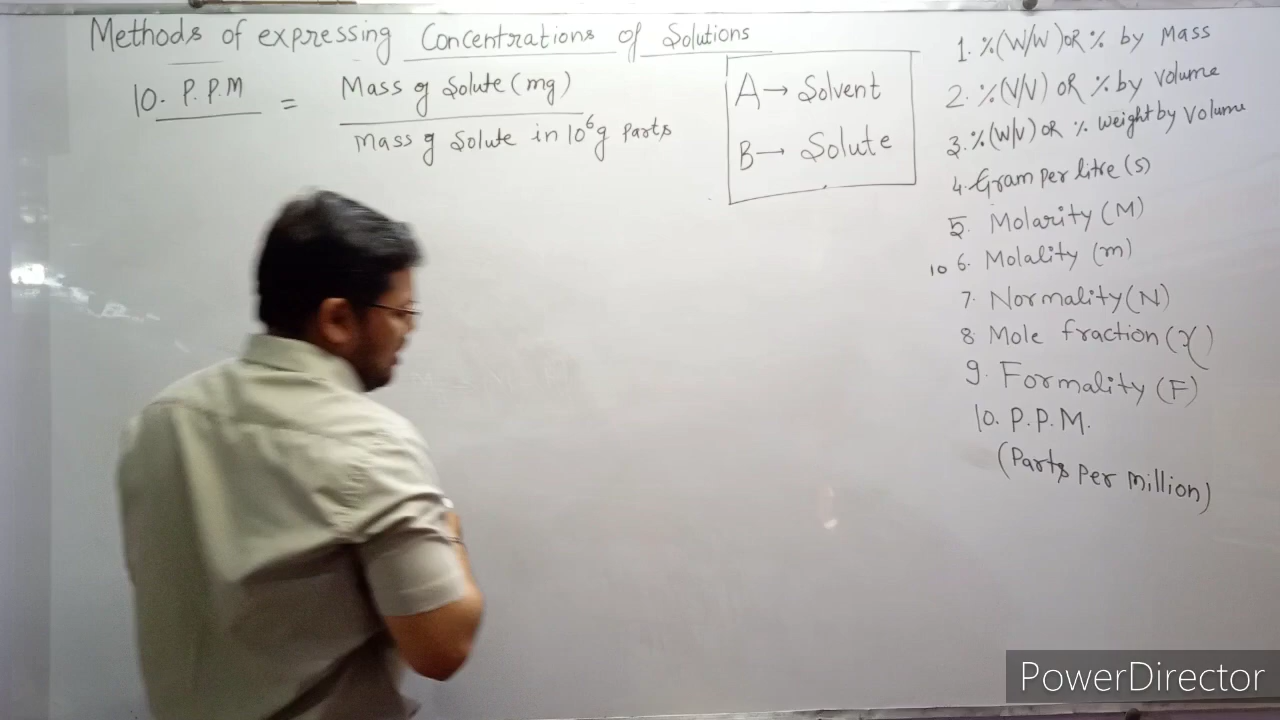 Methods of expressing Concentrations of Solutions
10. P.P.M = Mass of Solute (mg)
Mass of Solute in 10⁶g Parts
A → Solvent
B → Solute
1. %(W/W) OR % by Mass
2. %(V/V) OR % by Volume
3. %(W/V) OR % weight by Volume
4. Gram per litre (s)
5. Molarity (M)
10 6. Molality (m)
7. Normality (N)
8. Mole fraction (χ)
9. Formality (F)
10. P.P.M.
(Parts per million)
PowerDirector